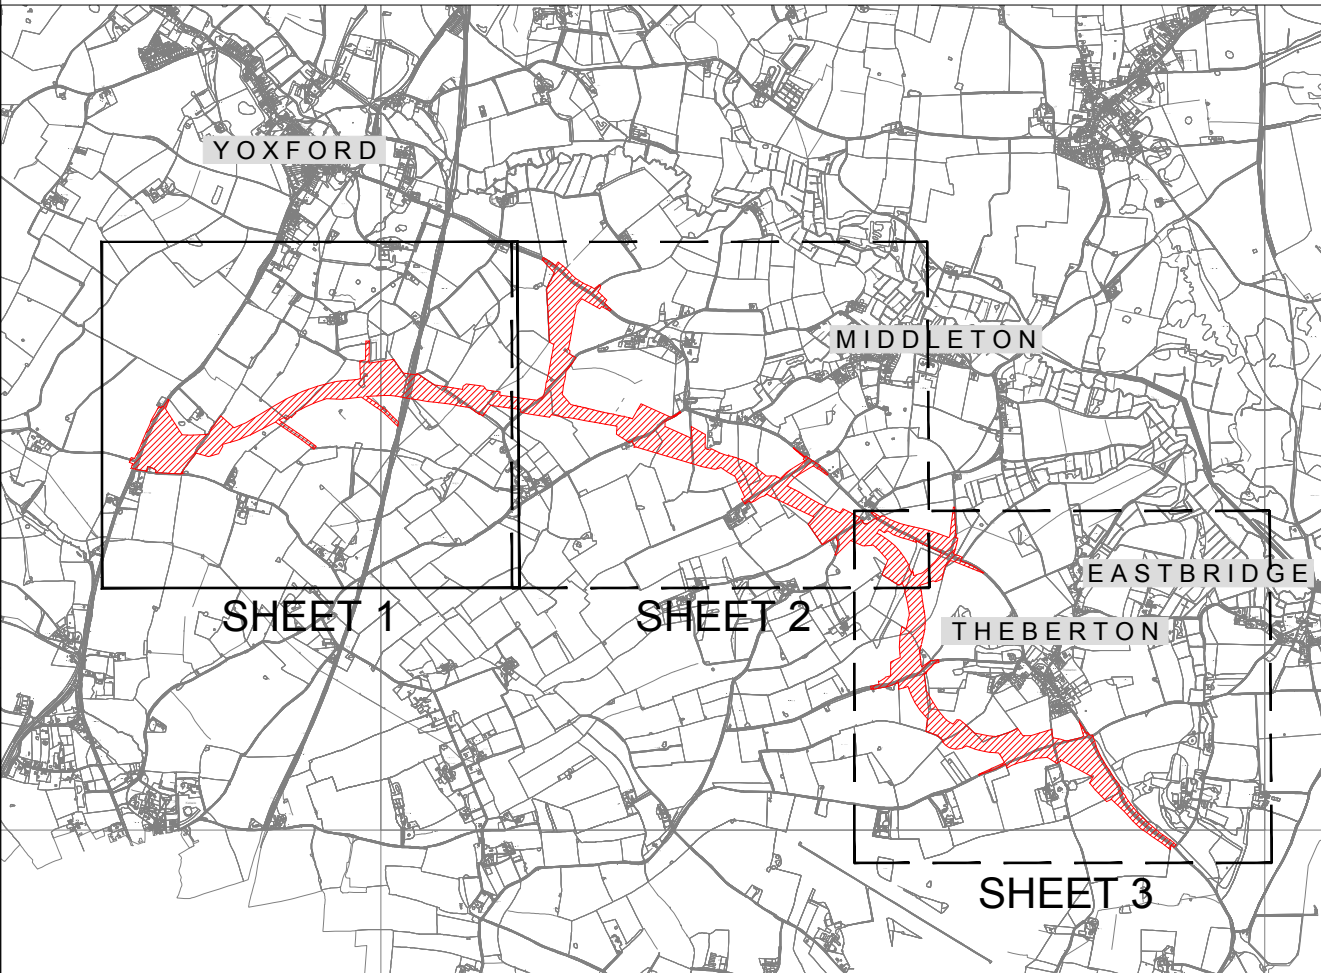 YOXFORD
MIDDLETON
EASTBRIDGE
SHEET 1
SHEET 2
THEBERTON
SHEET 3